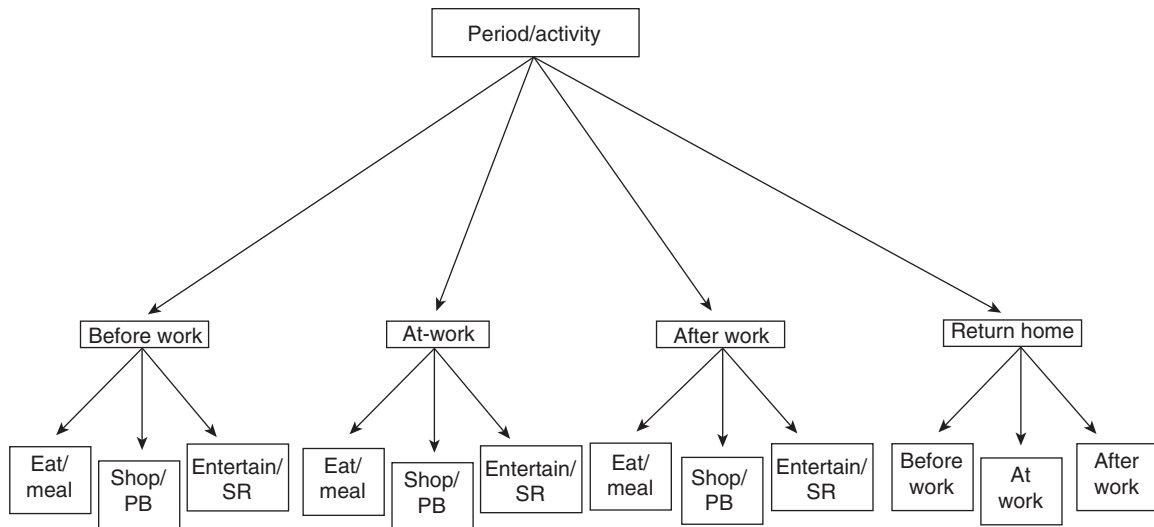 Period/activity
Before work
At-work
After work
Return home
Eat/
meal
Shop/
PB
Entertain/
SR
Eat/
meal
Shop/
PB
Entertain/
SR
Eat/
meal
Shop/
PB
Entertain/
SR
Before
work
At
work
After
work